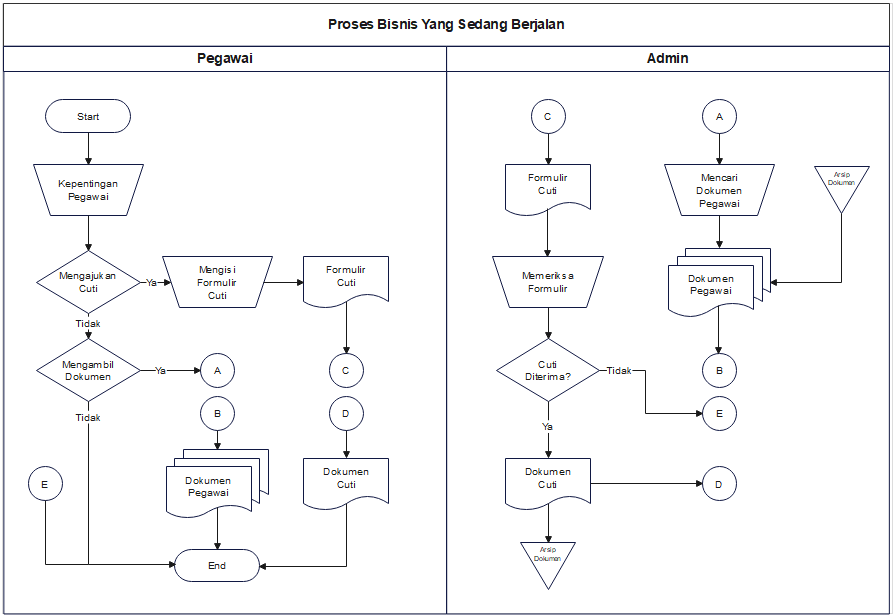 Proses Bisnis Yang Sedang Berjalan
Pegawai
Admin
Start
Kepentingan
Pegawai
Mengajukan
Cuti
Ya
Mengisi
Formulir
Cuti
Formulir
Cuti
Tidak
Mengambil
Dokumen
Ya
A
C
Tidak
B
D
E
Dokumen
Pegawai
Dokumen
Cuti
End
C
A
Formulir
Cuti
Mencari
Dokumen
Pegawai
Arsip
Dokumen
Memeriksa
Formulir
Dokumen
Pegawai
Cuti
Diterima?
Tidak
B
E
Ya
Dokumen
Cuti
D
Arsip
Dokumen